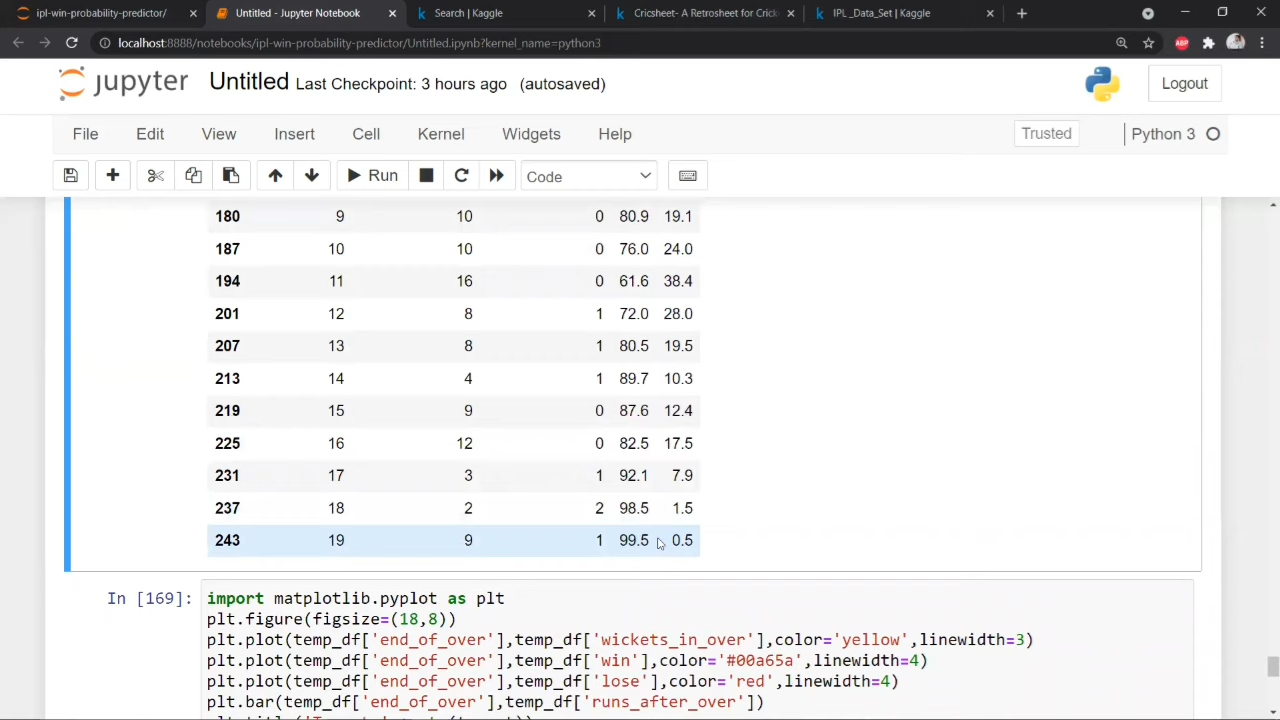 ipl-win-probability-predictor/
Untitled - Jupyter Notebook
Search | Kaggle
Cricsheet- A Retrosheet for Crick
IPL _Data_Set | Kaggle
localhost:8888/notebooks/ipl-win-probability-predictor/Untitled.ipynb?kernel_name=python3
ABP
jupyter Untitled Last Checkpoint: 3 hours ago (autosaved)
Logout
File Edit View Insert Cell Kernel Widgets Help
Trusted
Python 3
Run
Code
180 9 10 0 80.9 19.1
187 10 10 0 76.0 24.0
194 11 16 0 61.6 38.4
201 12 8 1 72.0 28.0
207 13 8 1 80.5 19.5
213 14 4 1 89.7 10.3
219 15 9 0 87.6 12.4
225 16 12 0 82.5 17.5
231 17 3 1 92.1 7.9
237 18 2 2 98.5 1.5
243 19 9 1 99.5 0.5
In [169]: import matplotlib.pyplot as plt
plt.figure(figsize=(18,8))
plt.plot(temp_df['end_of_over'],temp_df['wickets_in_over'],color='yellow',linewidth=3)
plt.plot(temp_df['end_of_over'],temp_df['win'],color='#00a65a',linewidth=4)
plt.plot(temp_df['end_of_over'],temp_df['lose'],color='red',linewidth=4)
plt.bar(temp_df['end_of_over'],temp_df['runs_after_over'])